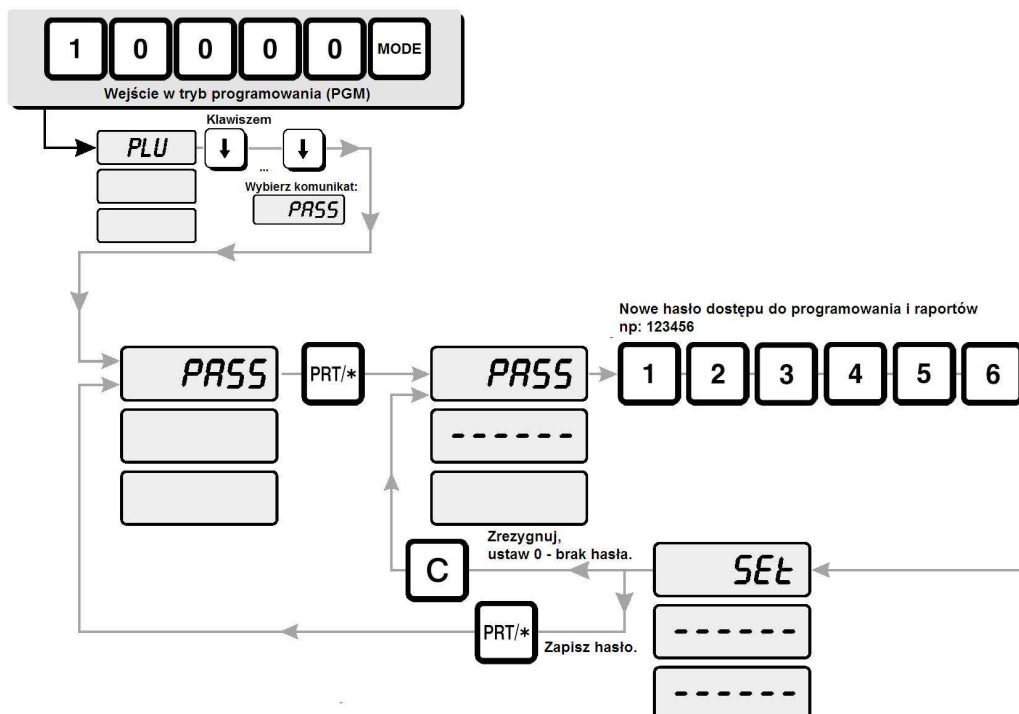 1 0 0 0 0 MODE
Wejście w tryb programowania (PGM)
Klawiszem
PLU ↓ ... ↓
Wybierz komunikat:
PASS
Nowe hasło dostępu do programowania i raportów
np: 123456
PASS PRT/* PASS 1 2 3 4 5 6
------
Zrezygnuj,
ustaw 0 - brak hasła.
C SEt
PRT/* ------
Zapisz hasło.
------